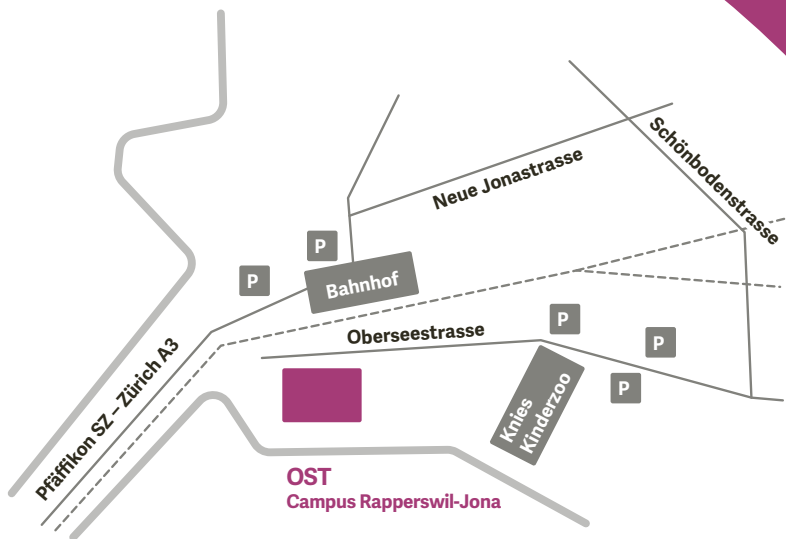 Schönbodenstrasse
Neue Jonastrasse
P
P
Bahnhof
P
Oberseestrasse
P
P
Pfäffikon SZ – Zürich A3
Knies
Kinderzoo
OST
Campus Rapperswil-Jona